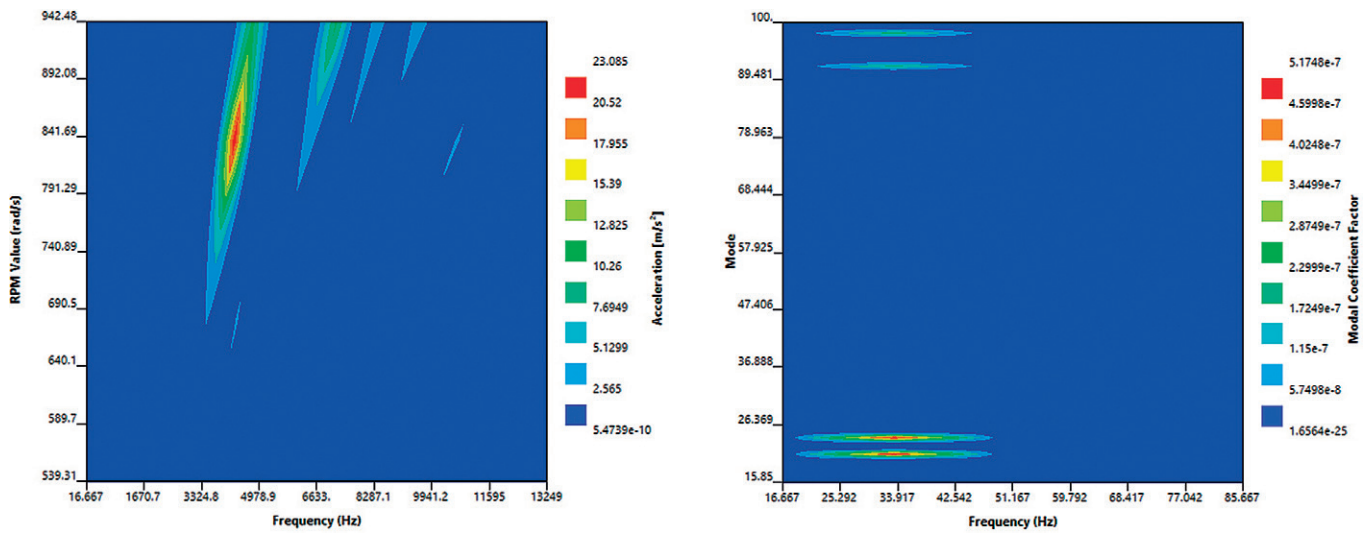 942.48
892.08
841.69
791.29
740.89
690.5
640.1
589.7
539.31
RPM Value (rad/s)
16.667 1670.7 3324.8 4978.9 6633. 8287.1 9941.2 11595 13249
Frequency (Hz)
23.085
20.52
17.955
15.39
12.825
10.26
7.6949
5.1299
2.565
5.4739e-10
Acceleration [m/s²]
100.
89.481
78.963
68.444
57.925
47.406
36.888
26.369
15.85
Mode
16.667 25.292 33.917 42.542 51.167 59.792 68.417 77.042 85.667
Frequency (Hz)
5.1748e-7
4.5998e-7
4.0248e-7
3.4499e-7
2.8749e-7
2.2999e-7
1.7249e-7
1.15e-7
5.7498e-8
1.6564e-25
Modal Coefficient Factor